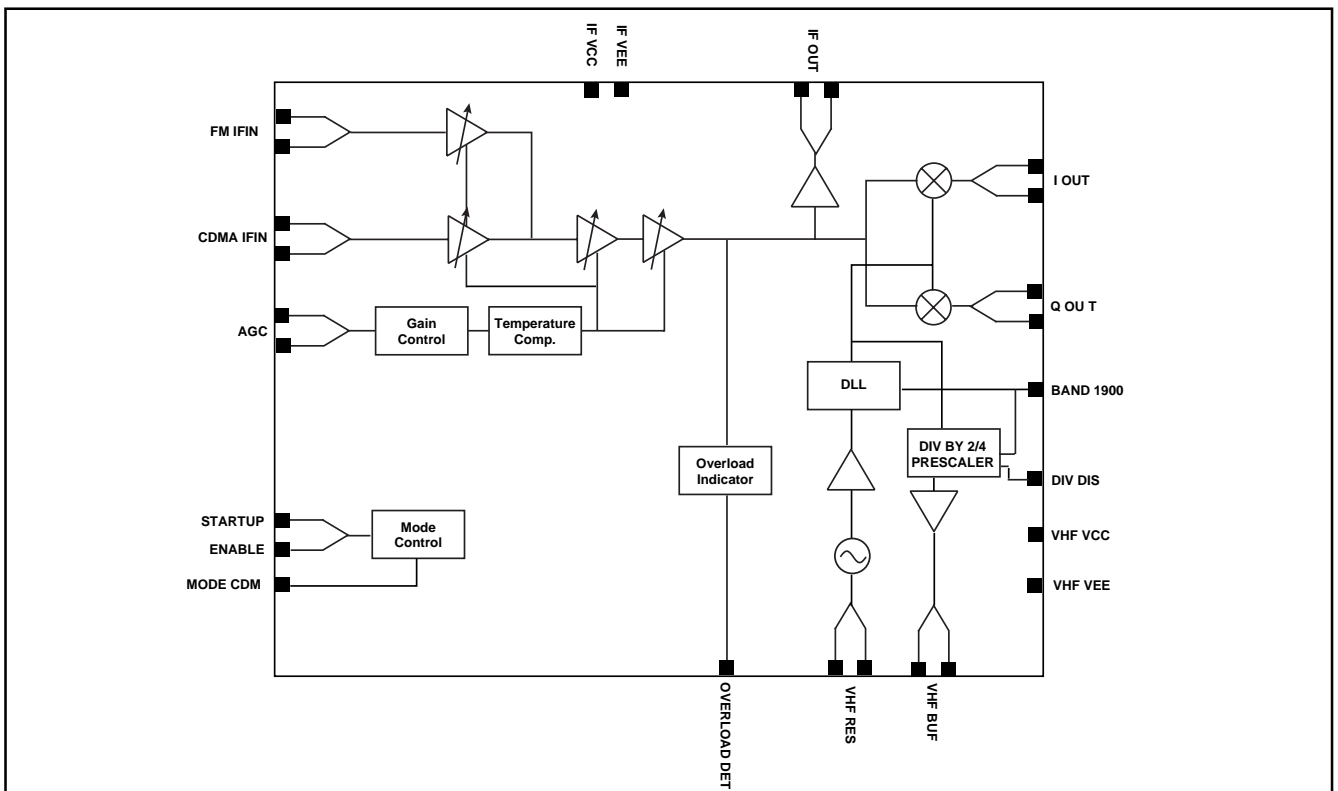 IF VCC
IF VEE
IF OUT
FM IFIN
I OUT
CDMA IFIN
Q OU T
AGC
Gain
Control
Temperature
Comp.
DLL
BAND 1900
DIV BY 2/4
PRESCALER
Overload
Indicator
DIV DIS
STARTUP
ENABLE
Mode
Control
VHF VCC
MODE CDM
VHF VEE
OVERLOAD DET
VHF RES
VHF BUF